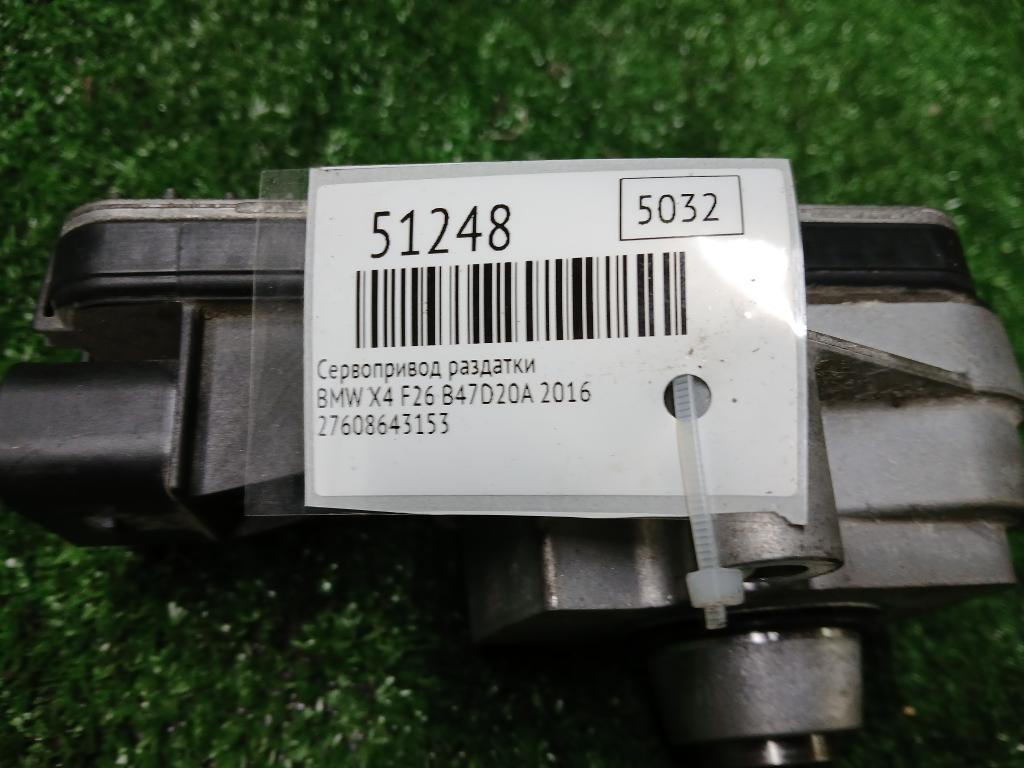 51248
5032
Сервопривод раздатки
BMW X4 F26 B47D20A 2016
27608643153